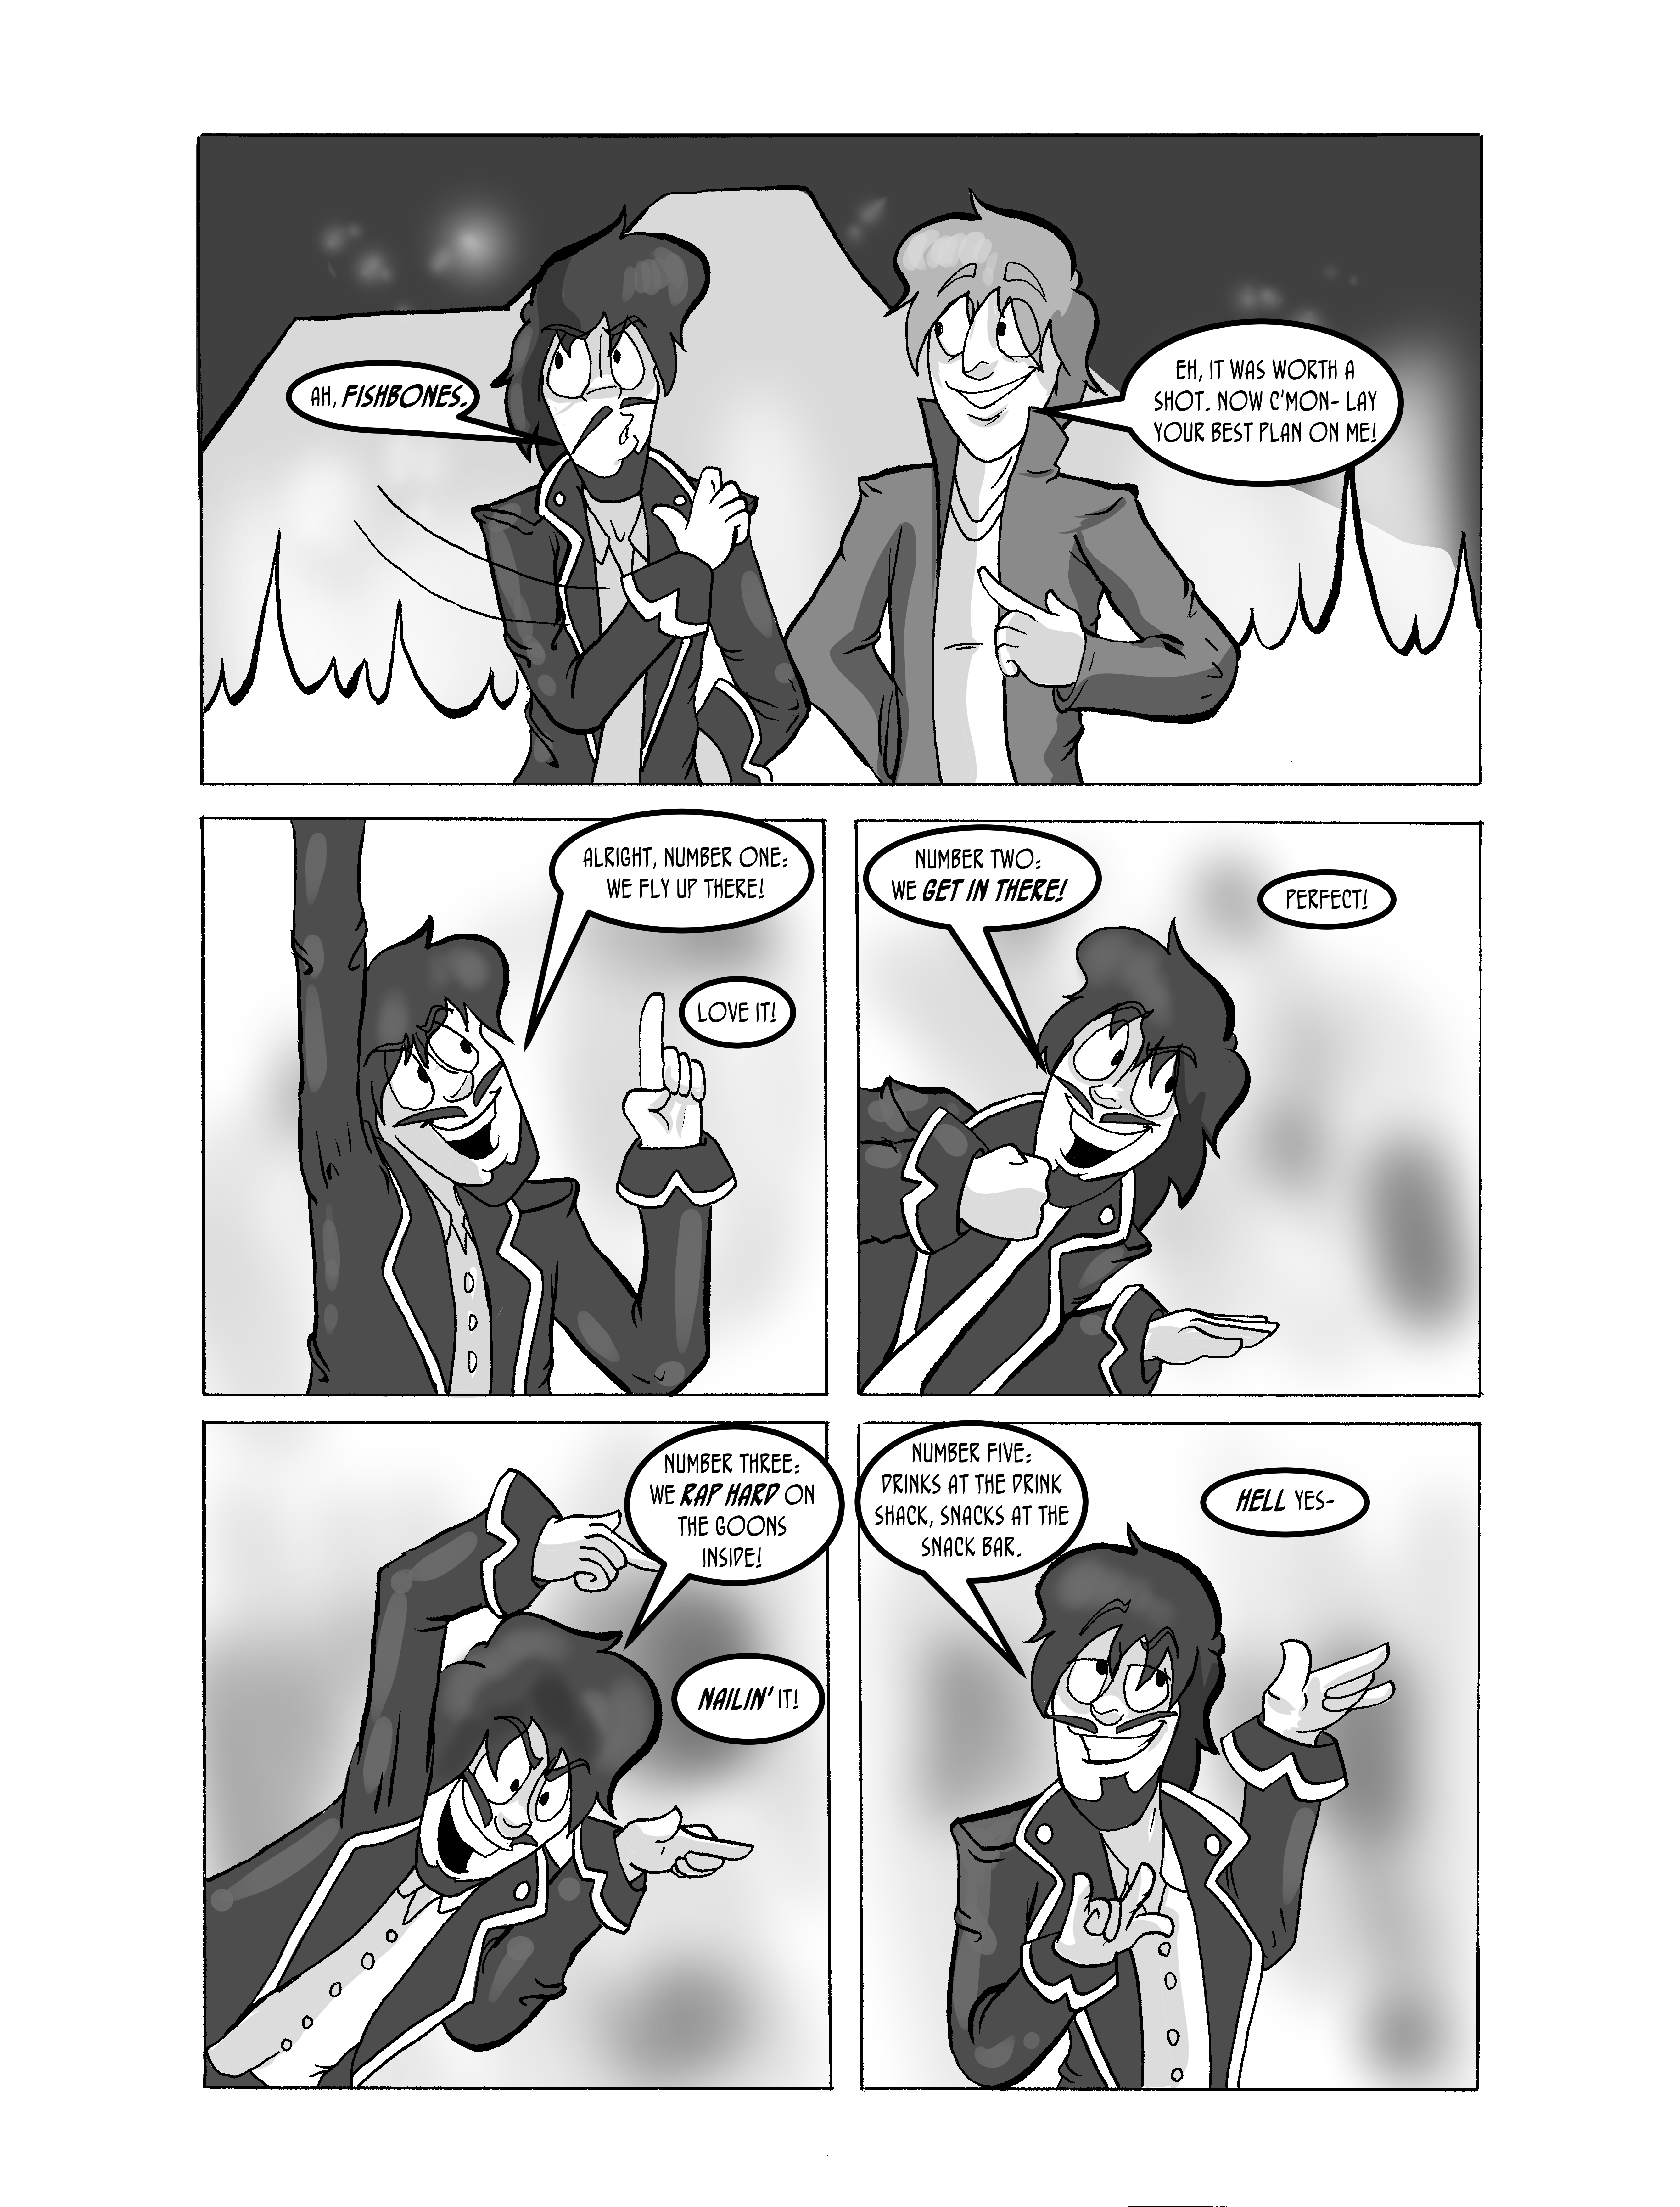 AH, FISHBONES.
EH, IT WAS WORTH A
SHOT. NOW C'MON- LAY
YOUR BEST PLAN ON ME!
ALRIGHT, NUMBER ONE:
WE FLY UP THERE!
LOVE IT!
NUMBER TWO:
WE GET IN THERE!
PERFECT!
NUMBER THREE:
WE RAP HARD ON
THE GOONS
INSIDE!
NAILIN' IT!
NUMBER FIVE:
DRINKS AT THE DRINK
SHACK, SNACKS AT THE
SNACK BAR.
HELL YES-